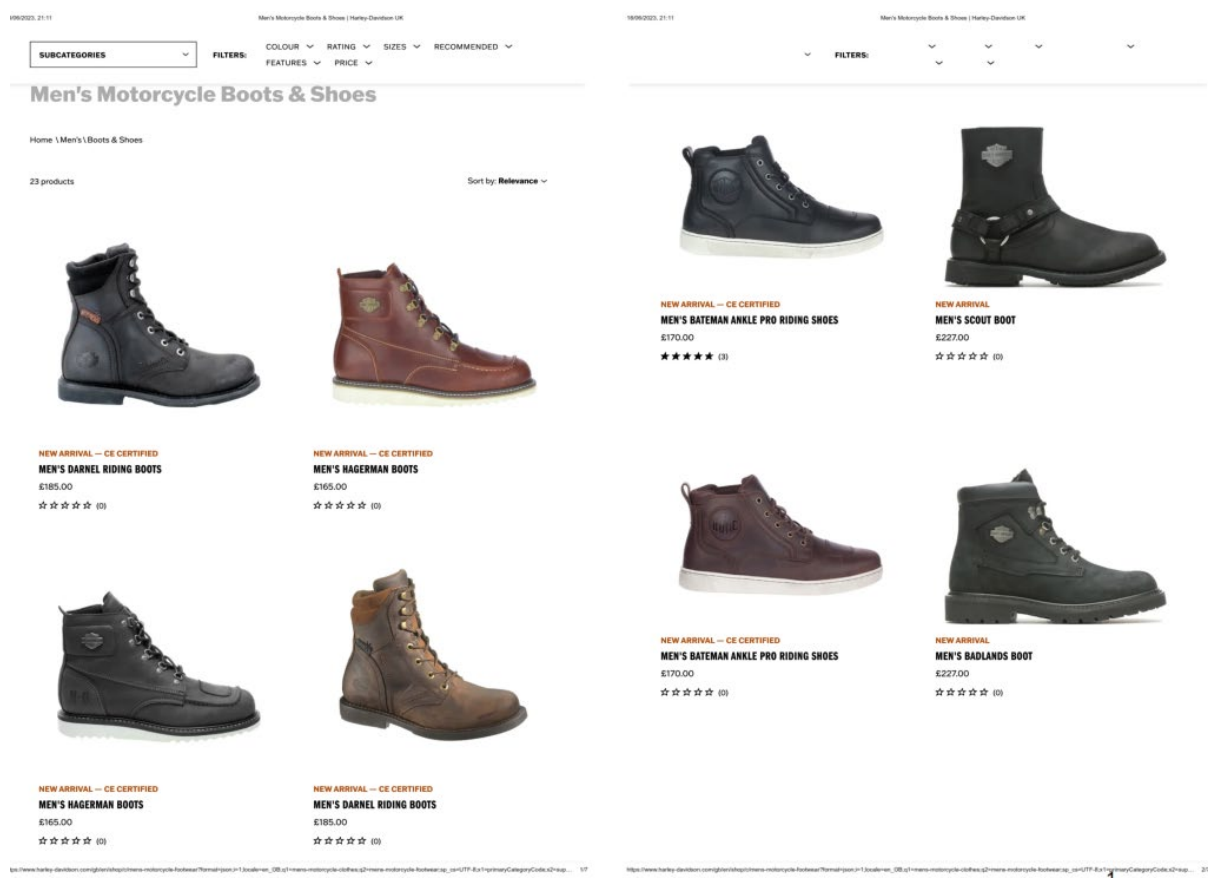 Men's Motorcycle Boots & Shoes | Harley-Davidson UK
SUBCATEGORIES
FILTERS:
COLOUR RATING SIZES RECOMMENDED
FEATURES PRICE
Men's Motorcycle Boots & Shoes
Home \ Men's \ Boots & Shoes
23 products
Sort by: Relevance
NEW ARRIVAL — CE CERTIFIED
MEN'S DARNEL RIDING BOOTS
£185.00
(0)
NEW ARRIVAL — CE CERTIFIED
MEN'S HAGERMAN BOOTS
£165.00
(0)
NEW ARRIVAL — CE CERTIFIED
MEN'S HAGERMAN BOOTS
£165.00
(0)
NEW ARRIVAL — CE CERTIFIED
MEN'S DARNEL RIDING BOOTS
£185.00
(0)
1/7
Men's Motorcycle Boots & Shoes | Harley-Davidson UK
FILTERS:
NEW ARRIVAL — CE CERTIFIED
MEN'S BATEMAN ANKLE PRO RIDING SHOES
£170.00
(3)
NEW ARRIVAL
MEN'S SCOUT BOOT
£227.00
(0)
NEW ARRIVAL — CE CERTIFIED
MEN'S BATEMAN ANKLE PRO RIDING SHOES
£170.00
(0)
NEW ARRIVAL
MEN'S BADLANDS BOOT
£227.00
(0)
1